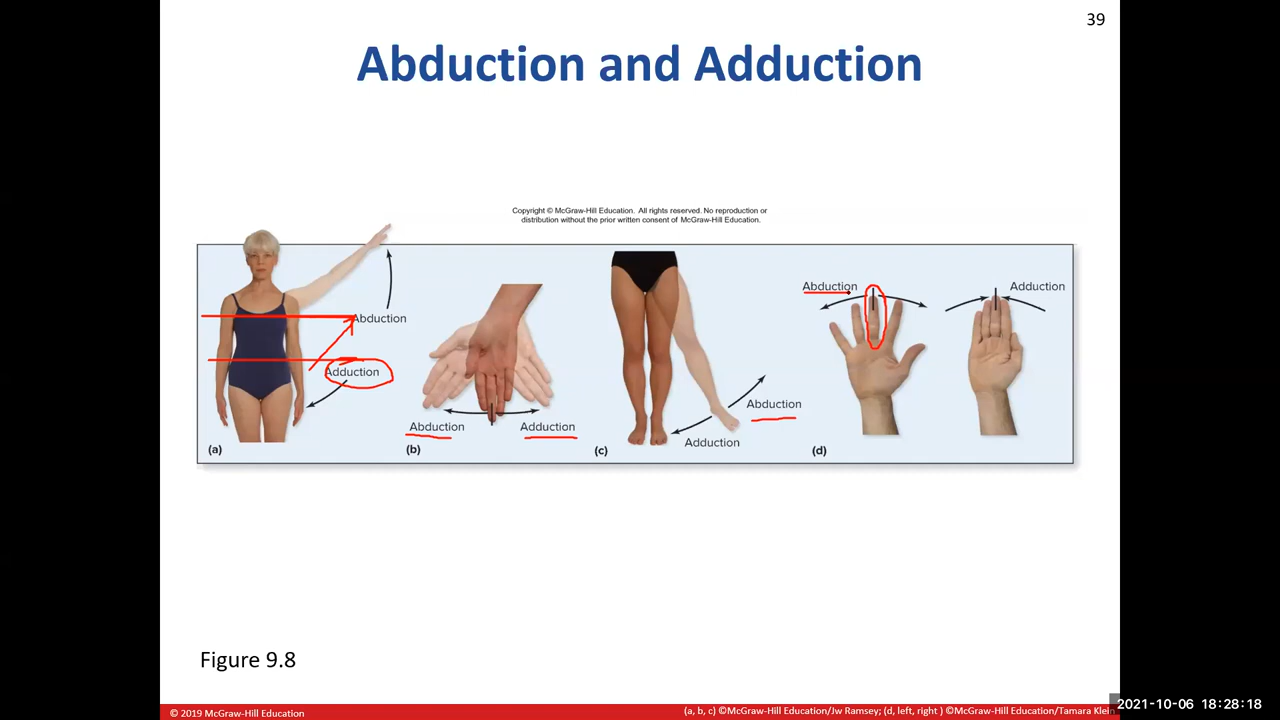 39
Abduction and Adduction
Copyright © McGraw-Hill Education. All rights reserved. No reproduction or
distribution without the prior written consent of McGraw-Hill Education.
Abduction
Adduction
(a)
Abduction Adduction
(b)
Abduction
Adduction
(c)
Abduction
Adduction
(d)
Figure 9.8
© 2019 McGraw-Hill Education
(a, b, c) ©McGraw-Hill Education/Jw Ramsey; (d, left, right ) ©McGraw-Hill Education/Tamara Klein
2021-10-06 18:28:18